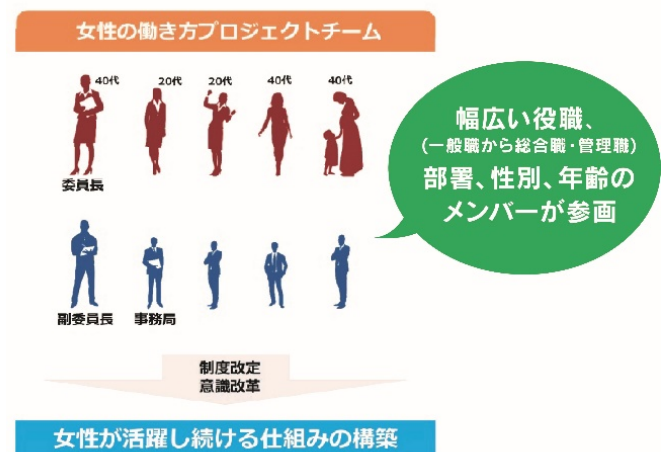 女性の働き方プロジェクトチーム
40代 20代 20代 40代 40代
委員長
幅広い役職、
(一般職から総合職・管理職)
部署、性別、年齢の
メンバーが参画
副委員長 事務局
制度改定
意識改革
女性が活躍し続ける仕組みの構築